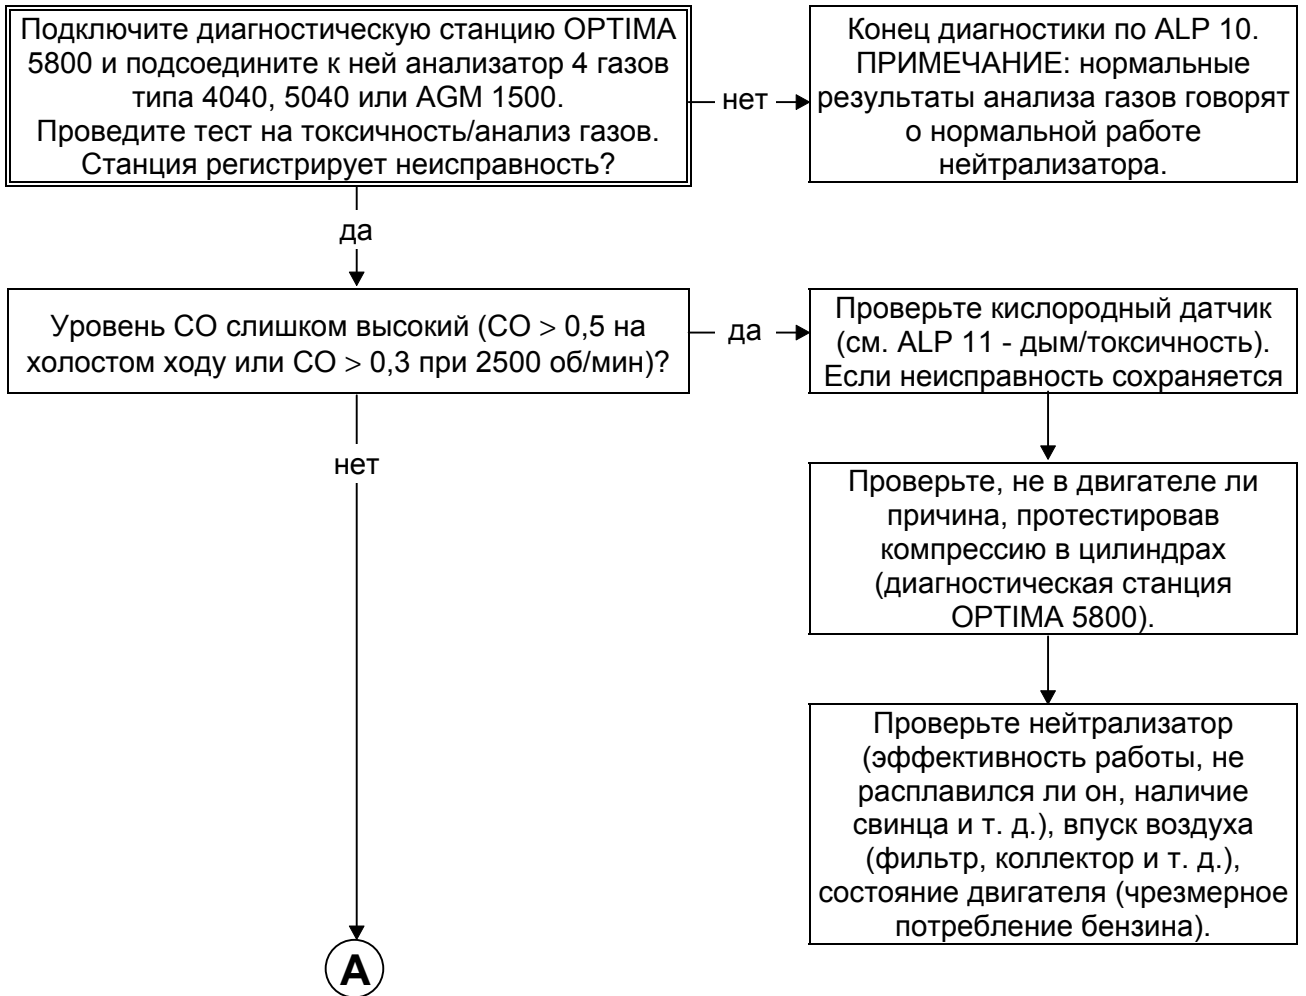 Подключите диагностическую станцию OPTIMA
5800 и подсоедините к ней анализатор 4 газов
типа 4040, 5040 или AGM 1500.
Проведите тест на токсичность/анализ газов.
Станция регистрирует неисправность?
нет
Конец диагностики по ALP 10.
ПРИМЕЧАНИЕ: нормальные
результаты анализа газов говорят
о нормальной работе
нейтрализатора.
да
Уровень CO слишком высокий (CO > 0,5 на
холостом ходу или CO > 0,3 при 2500 об/мин)?
да
Проверьте кислородный датчик
(см. ALP 11 - дым/токсичность).
Если неисправность сохраняется
нет
Проверьте, не в двигателе ли
причина, протестировав
компрессию в цилиндрах
(диагностическая станция
OPTIMA 5800).
Проверьте нейтрализатор
(эффективность работы, не
расплавился ли он, наличие
свинца и т. д.), впуск воздуха
(фильтр, коллектор и т. д.),
состояние двигателя (чрезмерное
потребление бензина).
A